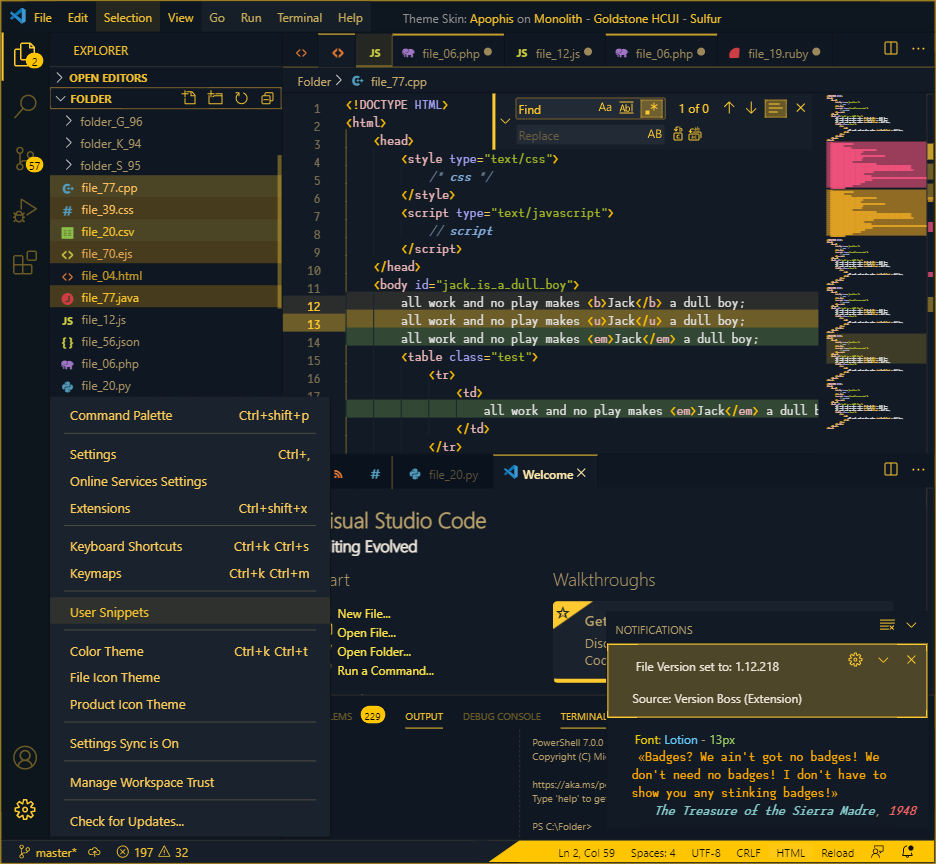 File Edit Selection View Go Run Terminal Help Theme Skin: Apophis on Monolith - Goldstone HCUI - Sulfur
2
57
EXPLORER
OPEN EDITORS
FOLDER
folder_G_96
folder_K_94
folder_S_95
file_77.cpp
file_39.css
file_20.csv
file_70.ejs
file_04.html
file_77.java
file_12.js
file_56.json
file_06.php
file_20.py
JS file_06.php JS file_12.js file_06.php file_19.ruby
Folder > file_77.cpp
Find Aa Abl .* 1 of 0
Replace AB
1 <!DOCTYPE HTML>
2 <html>
3 <head>
4 <style type="text/css">
5 /* css */
6 </style>
7 <script type="text/javascript">
8 // script
9 </script>
10 </head>
11 <body id="jack_is_a_dull_boy">
12 all work and no play makes <b>Jack</b> a dull boy;
13 all work and no play makes <u>Jack</u> a dull boy;
14 all work and no play makes <em>Jack</em> a dull boy;
15 <table class="test">
16 <tr>
17 <td>
all work and no play makes <em>Jack</em> a dull b
</td>
</tr>
Command Palette Ctrl+shift+p
Settings Ctrl+,
Online Services Settings
Extensions Ctrl+shift+x
Keyboard Shortcuts Ctrl+k Ctrl+s
Keymaps Ctrl+k Ctrl+m
User Snippets
Color Theme Ctrl+k Ctrl+t
File Icon Theme
Product Icon Theme
Settings Sync is On
Manage Workspace Trust
Check for Updates...
# file_20.py Welcome
isual Studio Code
iting Evolved
art
New File...
Open File...
Open Folder...
Run a Command...
Walkthroughs
Get
Disc
Coc
LEMS 229 OUTPUT DEBUG CONSOLE TERMINAL
PowerShell 7.0.0
Copyright (C) Mi
https://aka.ms/p
Type 'help' to ge
PS C:\Folder>
NOTIFICATIONS
File Version set to: 1.12.218
Source: Version Boss (Extension)
Font: Lotion - 13px
«Badges? We ain't got no badges! We
don't need no badges! I don't have to
show you any stinking badges!»
The Treasure of the Sierra Madre, 1948
master* 197 32 Ln 2, Col 59 Spaces: 4 UTF-8 CRLF HTML Reload